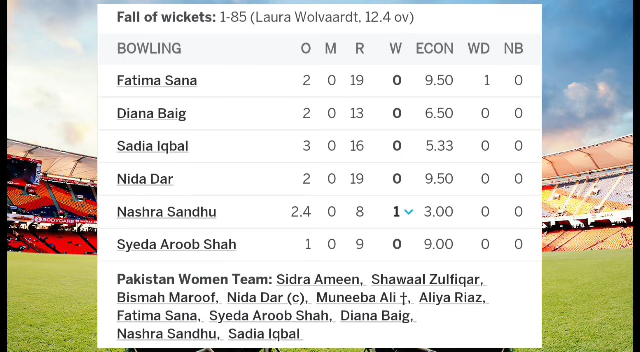 Fall of wickets: 1-85 (Laura Wolvaardt, 12.4 ov)
BOWLING O M R W ECON WD NB
Fatima Sana 2 0 19 0 9.50 1 0
Diana Baig 2 0 13 0 6.50 0 0
Sadia Iqbal 3 0 16 0 5.33 0 0
Nida Dar 2 0 19 0 9.50 0 0
Nashra Sandhu 2.4 0 8 1 3.00 0 0
Syeda Aroob Shah 1 0 9 0 9.00 0 0
Pakistan Women Team: Sidra Ameen, Shawaal Zulfiqar,
Bismah Maroof, Nida Dar (c), Muneeba Ali †, Aliya Riaz,
Fatima Sana, Syeda Aroob Shah, Diana Baig,
Nashra Sandhu, Sadia Iqbal